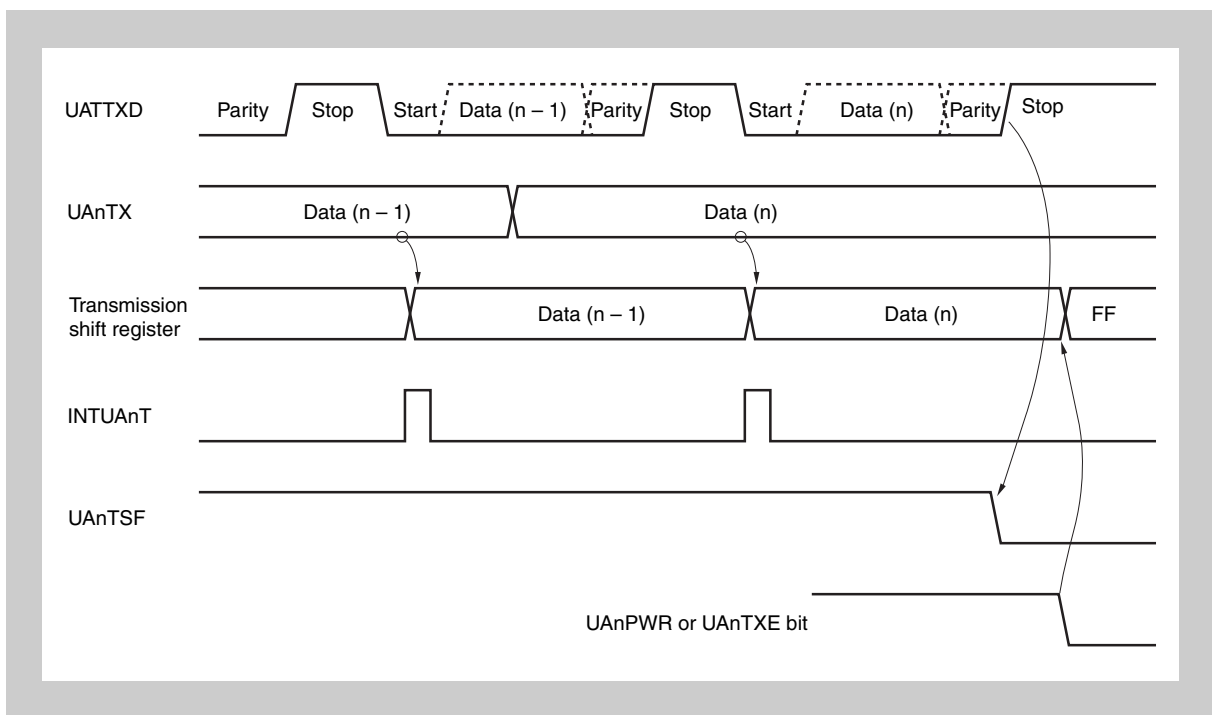 UATTXD Parity Stop Start Data (n – 1) Parity Stop Start Data (n) Parity Stop
UAnTX Data (n – 1) Data (n)
Transmission
shift register Data (n – 1) Data (n) FF
INTUAnT
UAnTSF
UAnPWR or UAnTXE bit